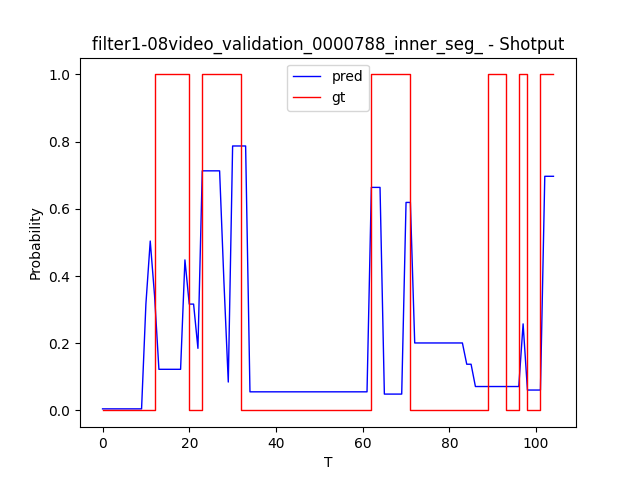 filter1-08video_validation_0000788_inner_seg_ - Shotput
pred
gt
Probability
1.0
0.8
0.6
0.4
0.2
0.0
0 20 40 60 80 100
T